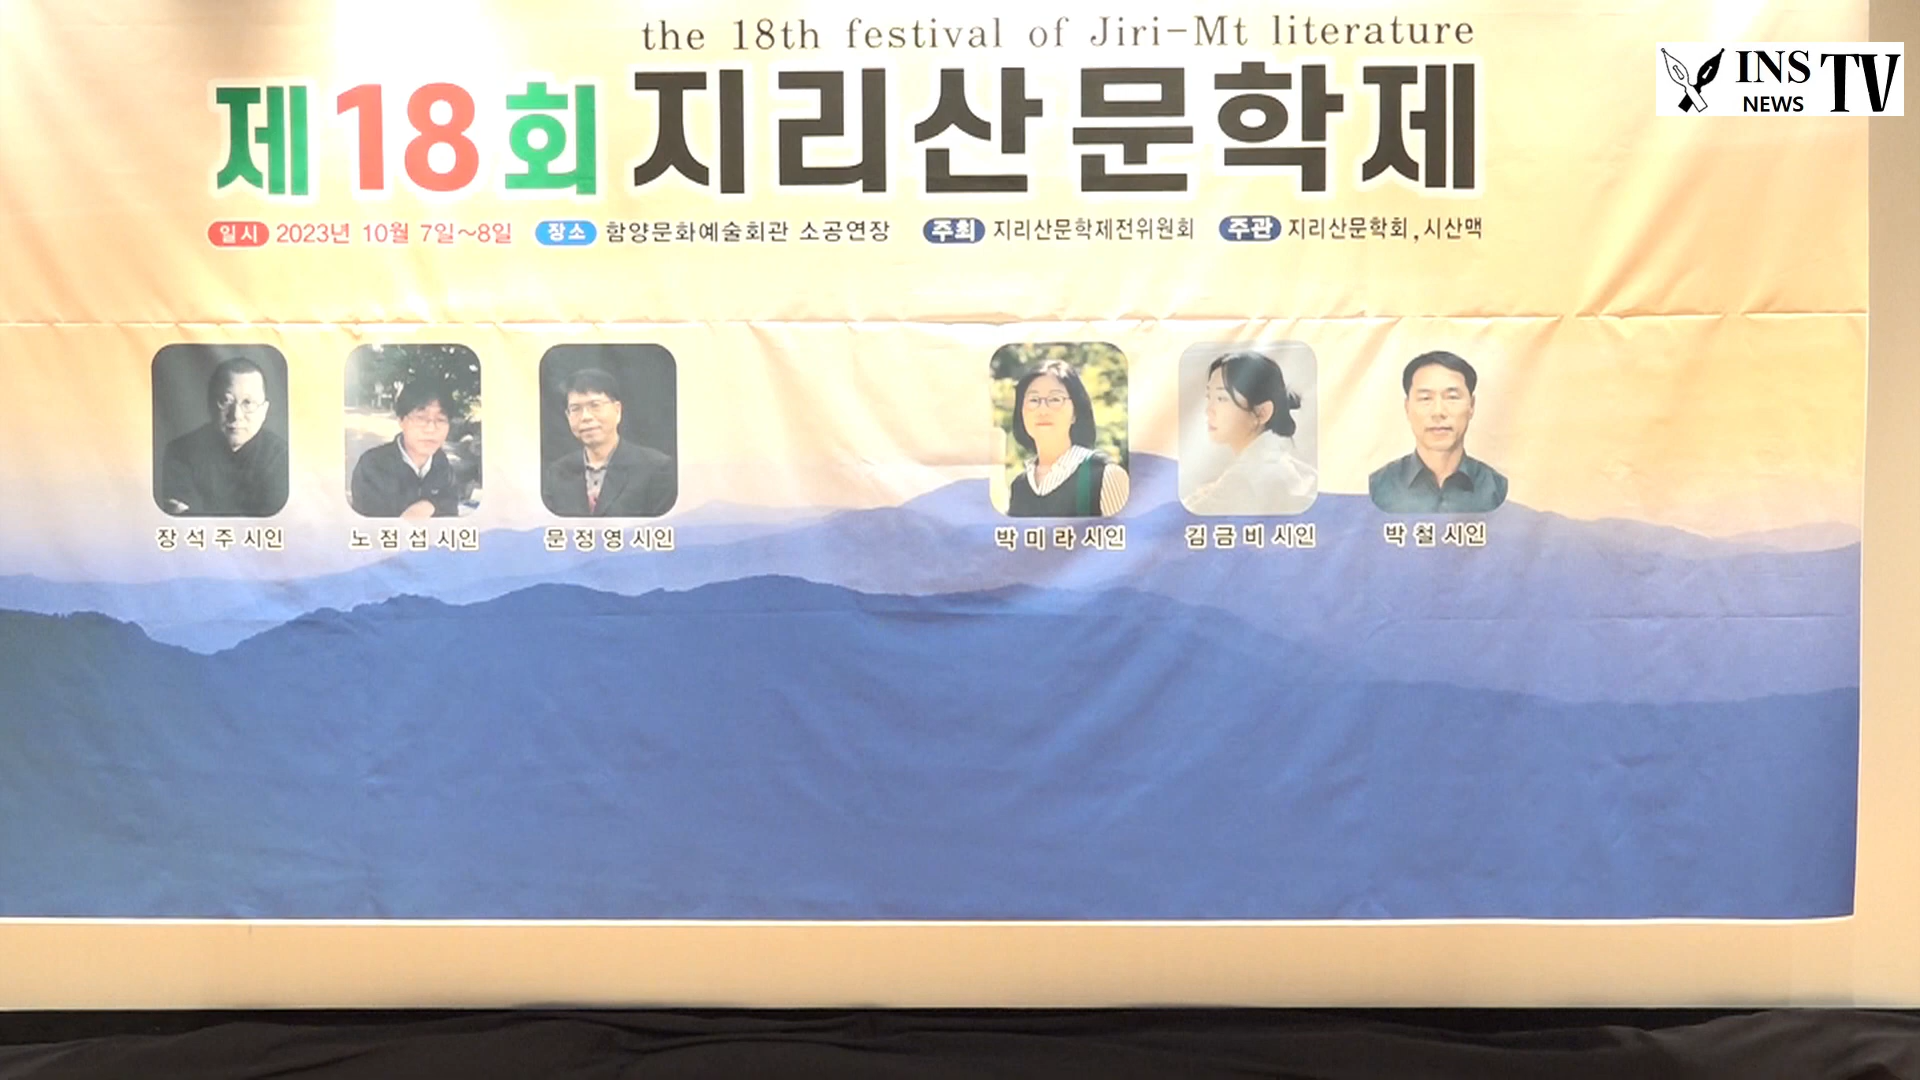 the 18th festival of Jiri-Mt literature
제18회 지리산문학제
일시 2023년 10월 7일~8일 장소 함양문화예술회관 소공연장 주최 지리산문학제전위원회 주관 지리산문학회, 시산맥
장석주 시인 노점섭 시인 문정영 시인 박미라 시인 김금비 시인 박철 시인
INS NEWS TV